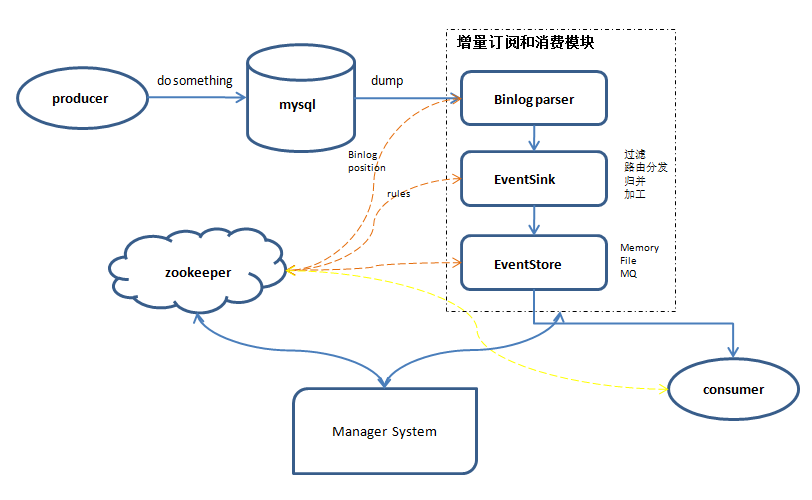 增量订阅和消费模块
do something
dump
producer
mysql
Binlog parser
Binlog
position
EventSink
过滤
路由分发
归并
加工
rules
zookeeper
EventStore
Memory
File
MQ
consumer
Manager System